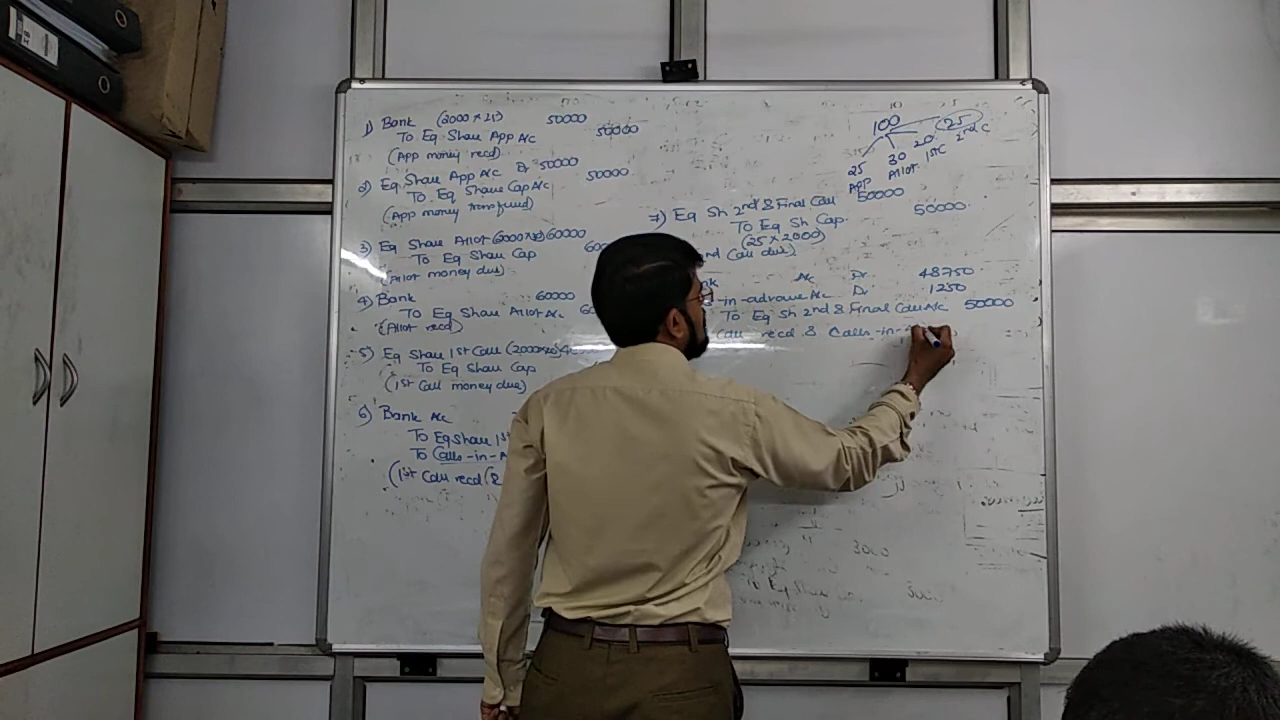 1) Bank (2000 × 25) 50000
To Eq. Share App A/c 50000
(App money recd)
2) Eq. Share App A/c Dr 50000
To Eq. Share Cap A/c 50000
(App money transferred)
3) Eq Share Allot (2000×30) 60000
To Eq Share Cap
(Allot money due)
4) Bank 60000
To Eq Share Allot A/c
(Allot recd)
5) Eq Share 1st Call (2000×20)
To Eq Share Cap
(1st Call money due)
6) Bank A/c
To Eq Share 1st
To Calls-in-A
(1st Call recd
100
25 30 20 25
App Allot 1st C 2nd C
7) Eq Sh 2nd & Final Call 50000
To Eq Sh Cap. 50000
(25 × 2000)
nd Call due)
A/c Dr. 48750
-in-advance A/c Dr. 1250
To Eq Sh 2nd & Final Call A/c 50000
Call recd & Calls-in-
3000
To Eq Share